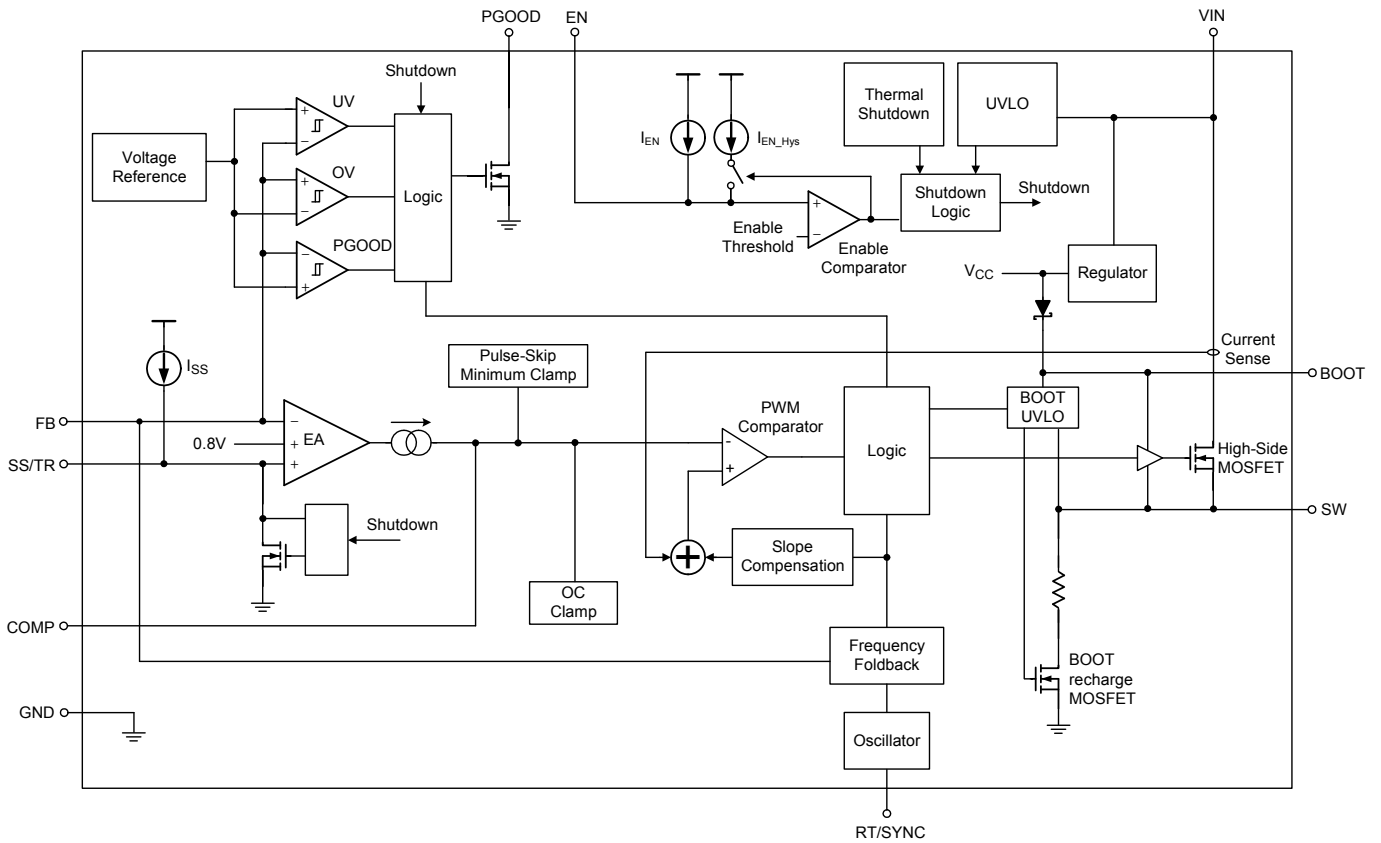 PGOOD
EN
VIN
Shutdown
UV
Voltage
Reference
OV
Logic
PGOOD
I_EN
I_EN_Hys
Thermal
Shutdown
UVLO
Shutdown
Logic
Shutdown
Enable
Threshold
Enable
Comparator
V_CC
Regulator
I_SS
Pulse-Skip
Minimum Clamp
Current
Sense
BOOT
BOOT
UVLO
FB
0.8V
EA
SS/TR
PWM
Comparator
Logic
High-Side
MOSFET
SW
Shutdown
Slope
Compensation
OC
Clamp
COMP
Frequency
Foldback
BOOT
recharge
MOSFET
GND
Oscillator
RT/SYNC